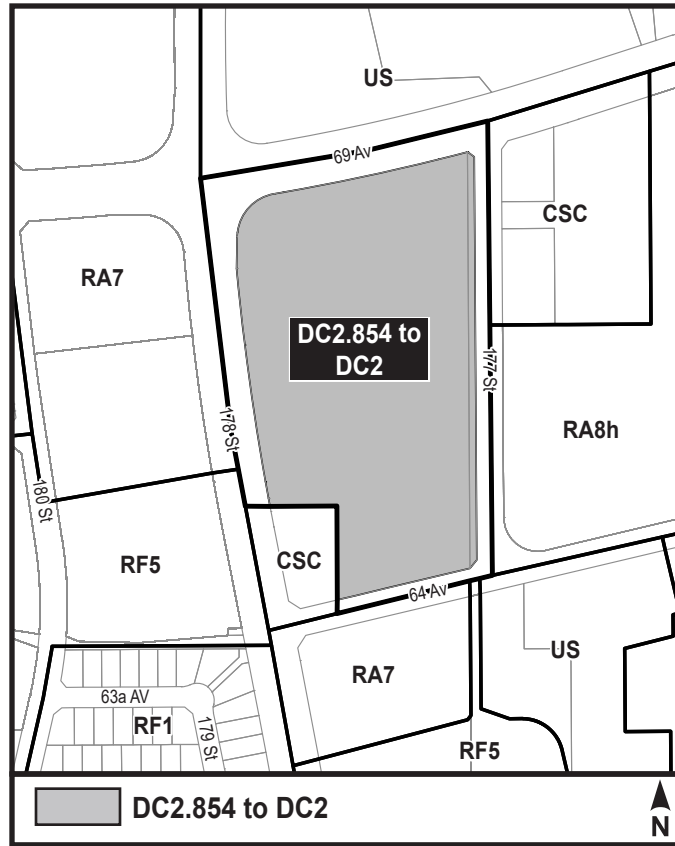 US
69 Av
CSC
RA7
DC2.854 to
DC2
177 St
178 St
RA8h
180 St
CSC
RF5
64 Av
US
RA7
63a AV
RF1
179 St
RF5
DC2.854 to DC2
N